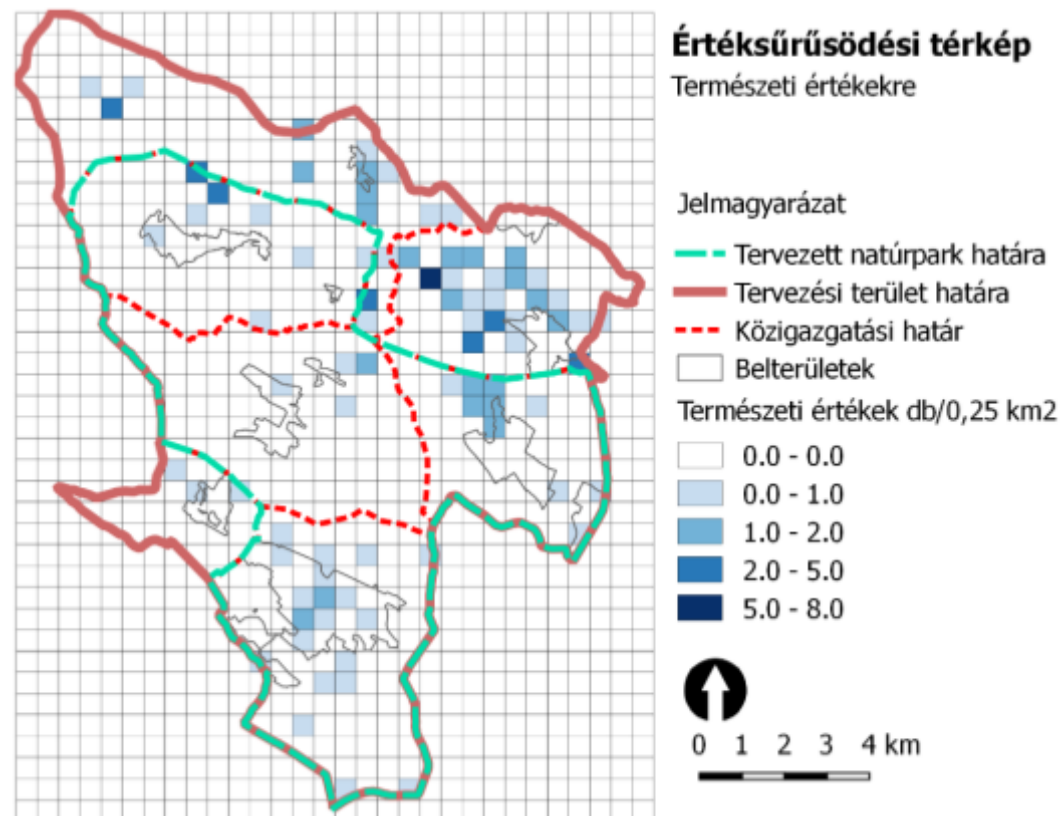 Értéksűrűsödési térkép
Természeti értékekre
Jelmagyarázat
Tervezett natúrpark határa
Tervezési terület határa
Közigazgatási határ
Belterületek
Természeti értékek db/0,25 km2
0.0 - 0.0
0.0 - 1.0
1.0 - 2.0
2.0 - 5.0
5.0 - 8.0
0 1 2 3 4 km